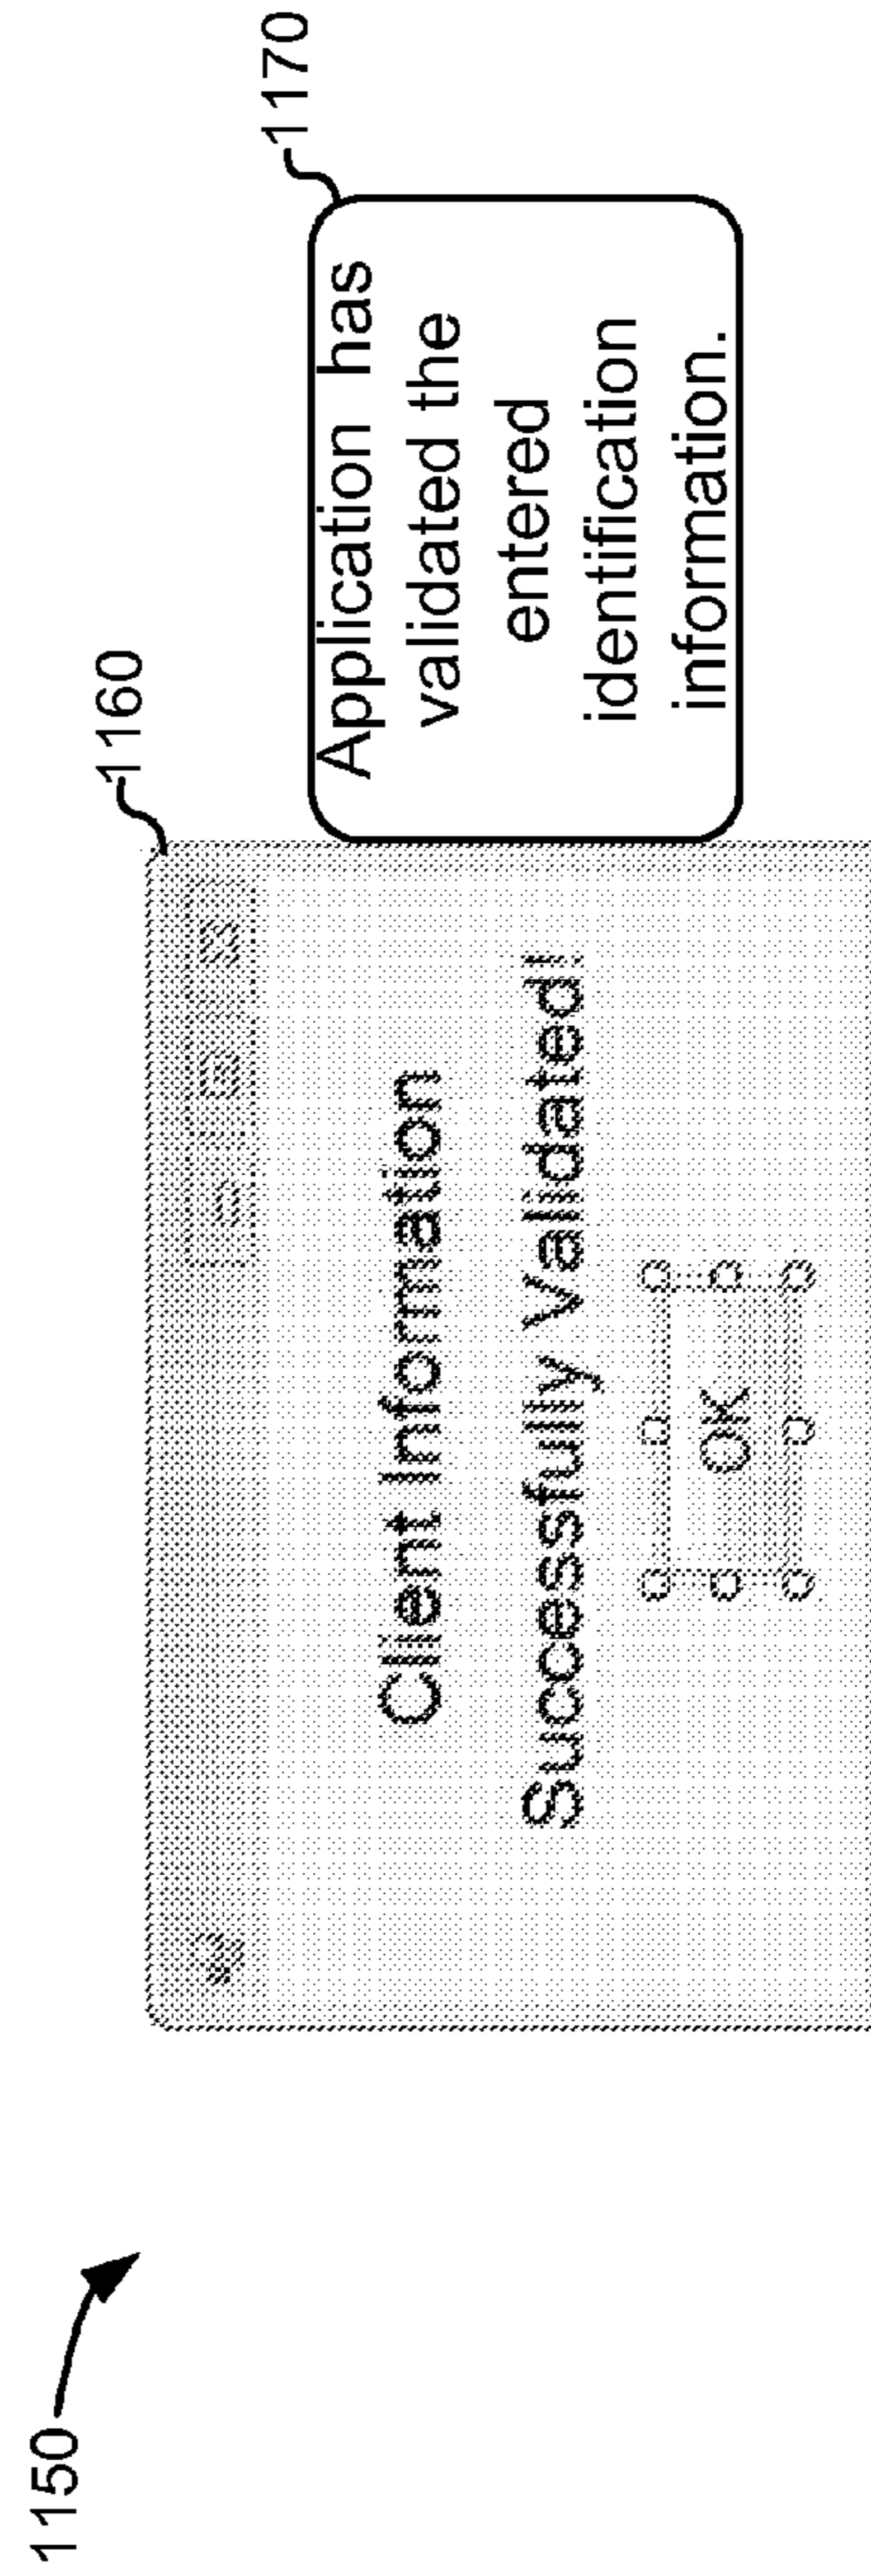 1150
1160
Client Information
Successfully Validated!
OK
1170
Application has
validated the
entered
identification
information.